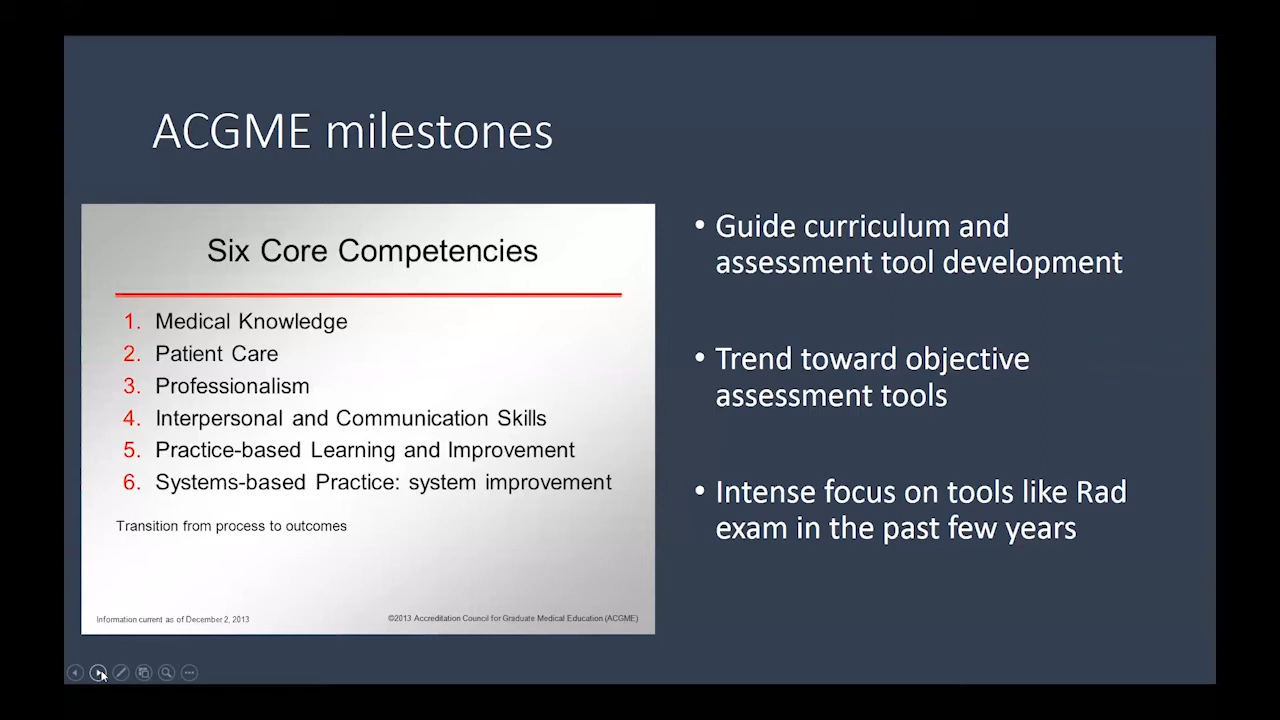 ACGME milestones
Six Core Competencies
1. Medical Knowledge
2. Patient Care
3. Professionalism
4. Interpersonal and Communication Skills
5. Practice-based Learning and Improvement
6. Systems-based Practice: system improvement
Transition from process to outcomes
Information current as of December 2, 2013
©2013 Accreditation Council for Graduate Medical Education (ACGME)
• Guide curriculum and
assessment tool development
• Trend toward objective
assessment tools
• Intense focus on tools like Rad
exam in the past few years